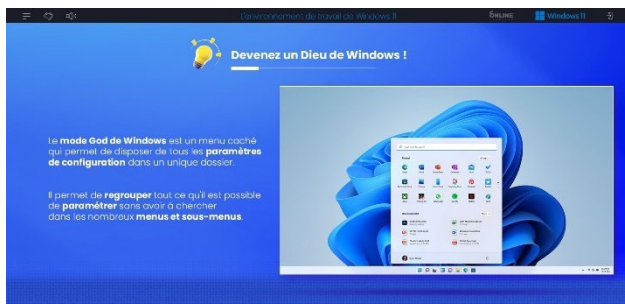 L'environnement de travail de Windows 11
ONLINE
Windows 11
Devenez un Dieu de Windows !
Le mode God de Windows est un menu caché
qui permet de disposer de tous les paramètres
de configuration dans un unique dossier.
Il permet de regrouper tout ce qu'il est possible
de paramétrer sans avoir à chercher
dans les nombreux menus et sous-menus.